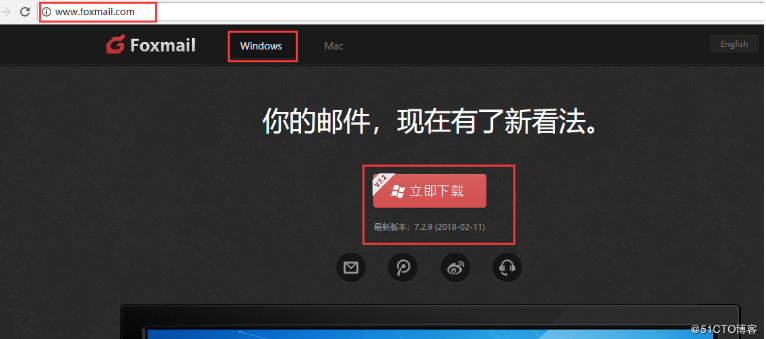 www.foxmail.com
Foxmail Windows Mac English
你的邮件，现在有了新看法。
V7.2 立即下载
最新版本：7.2.9 (2018-02-11)
@51CTO博客